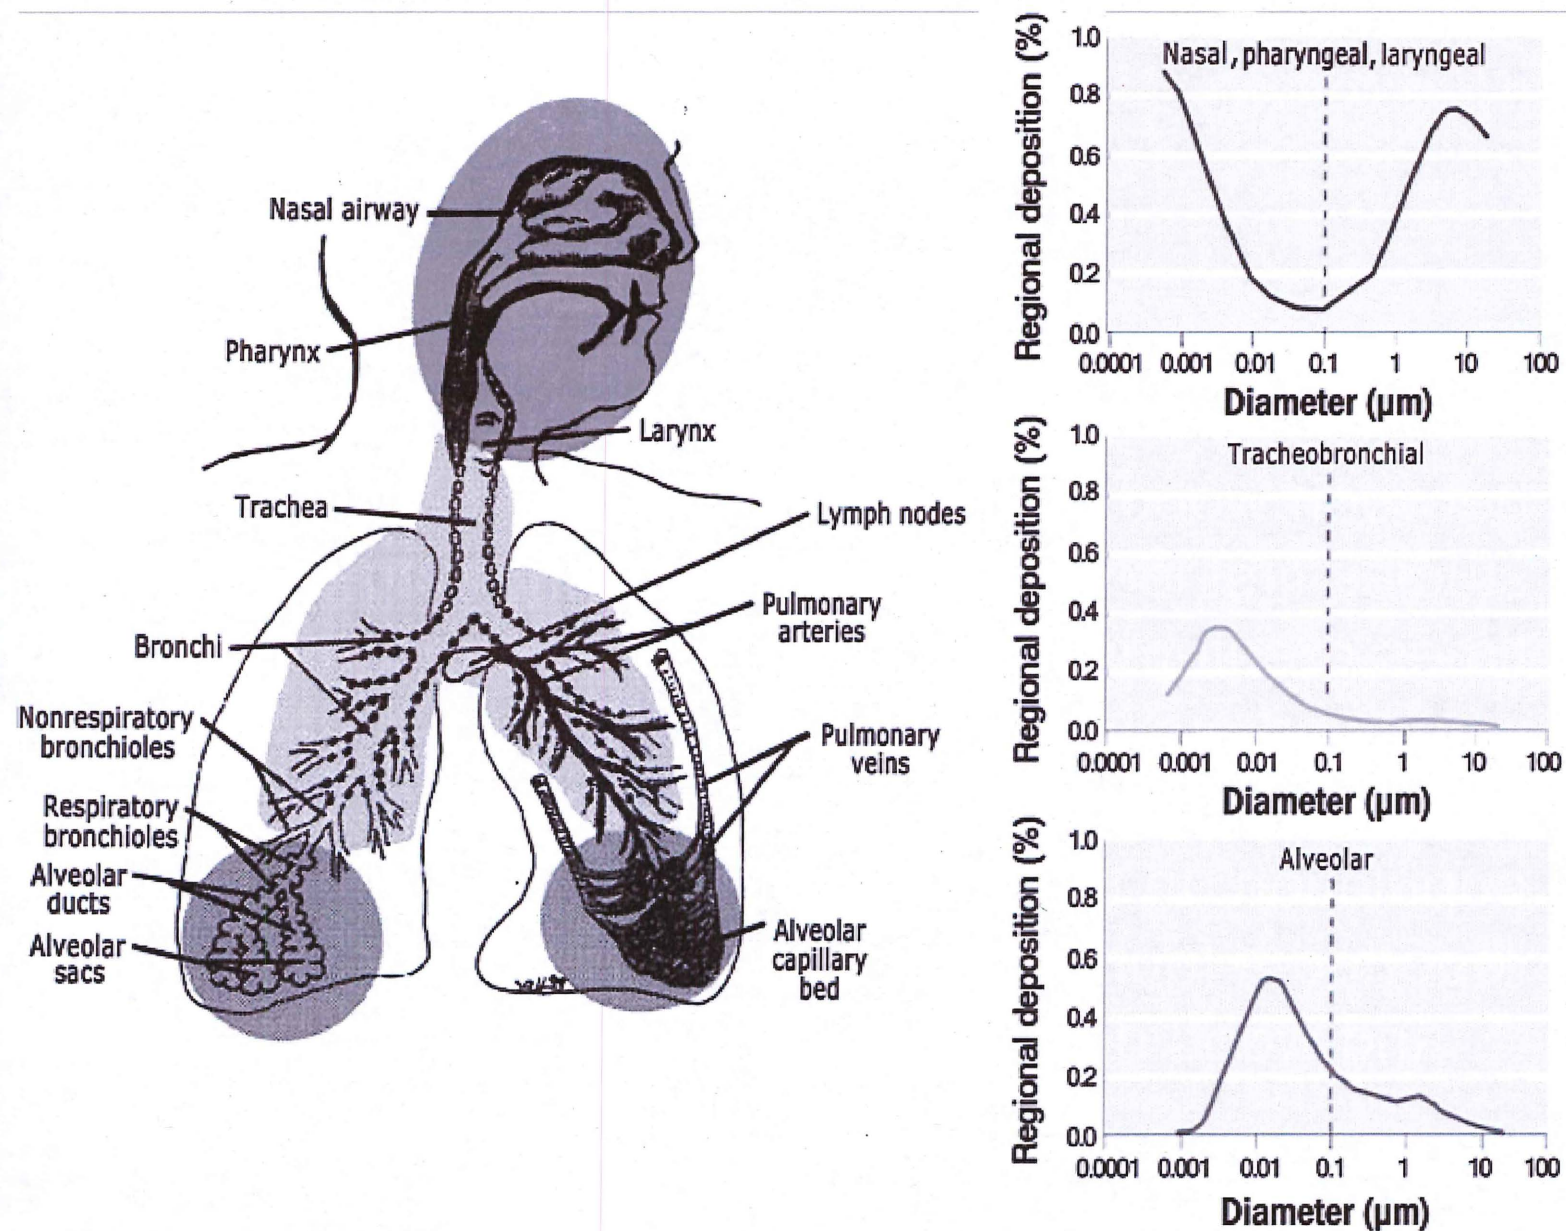 Nasal airway
Pharynx
Larynx
Trachea
Lymph nodes
Pulmonary
arteries
Bronchi
Nonrespiratory
bronchioles
Pulmonary
veins
Respiratory
bronchioles
Alveolar
ducts
Alveolar
sacs
Alveolar
capillary
bed
Regional deposition (%)
1.0
0.8
0.6
0.4
0.2
0.0
Nasal, pharyngeal, laryngeal
0.0001 0.001 0.01 0.1 1 10 100
Diameter (µm)
Regional deposition (%)
1.0
0.8
0.6
0.4
0.2
0.0
Tracheobronchial
0.0001 0.001 0.01 0.1 1 10 100
Diameter (µm)
Regional deposition (%)
1.0
0.8
0.6
0.4
0.2
0.0
Alveolar
0.0001 0.001 0.01 0.1 1 10 100
Diameter (µm)